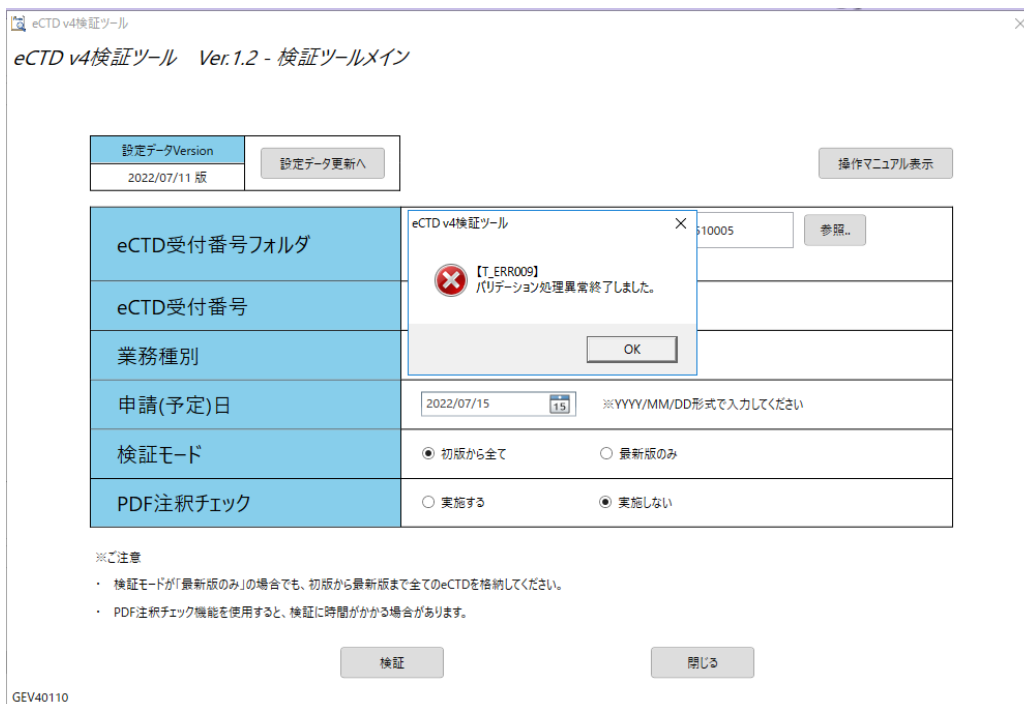 eCTD v4検証ツール
eCTD v4検証ツール Ver.1.2 - 検証ツールメイン
設定データVersion
2022/07/11 版
設定データ更新へ
操作マニュアル表示
eCTD受付番号フォルダ
510005
参照..
eCTD v4検証ツール
【T_ERR009】
バリデーション処理異常終了しました。
OK
eCTD受付番号
業務種別
申請(予定)日
2022/07/15
15
※YYYY/MM/DD形式で入力してください
検証モード
初版から全て
最新版のみ
PDF注釈チェック
実施する
実施しない
※ご注意
・ 検証モードが「最新版のみ」の場合でも、初版から最新版まで全てのeCTDを格納してください。
・ PDF注釈チェック機能を使用すると、検証に時間がかかる場合があります。
検証
閉じる
GEV40110